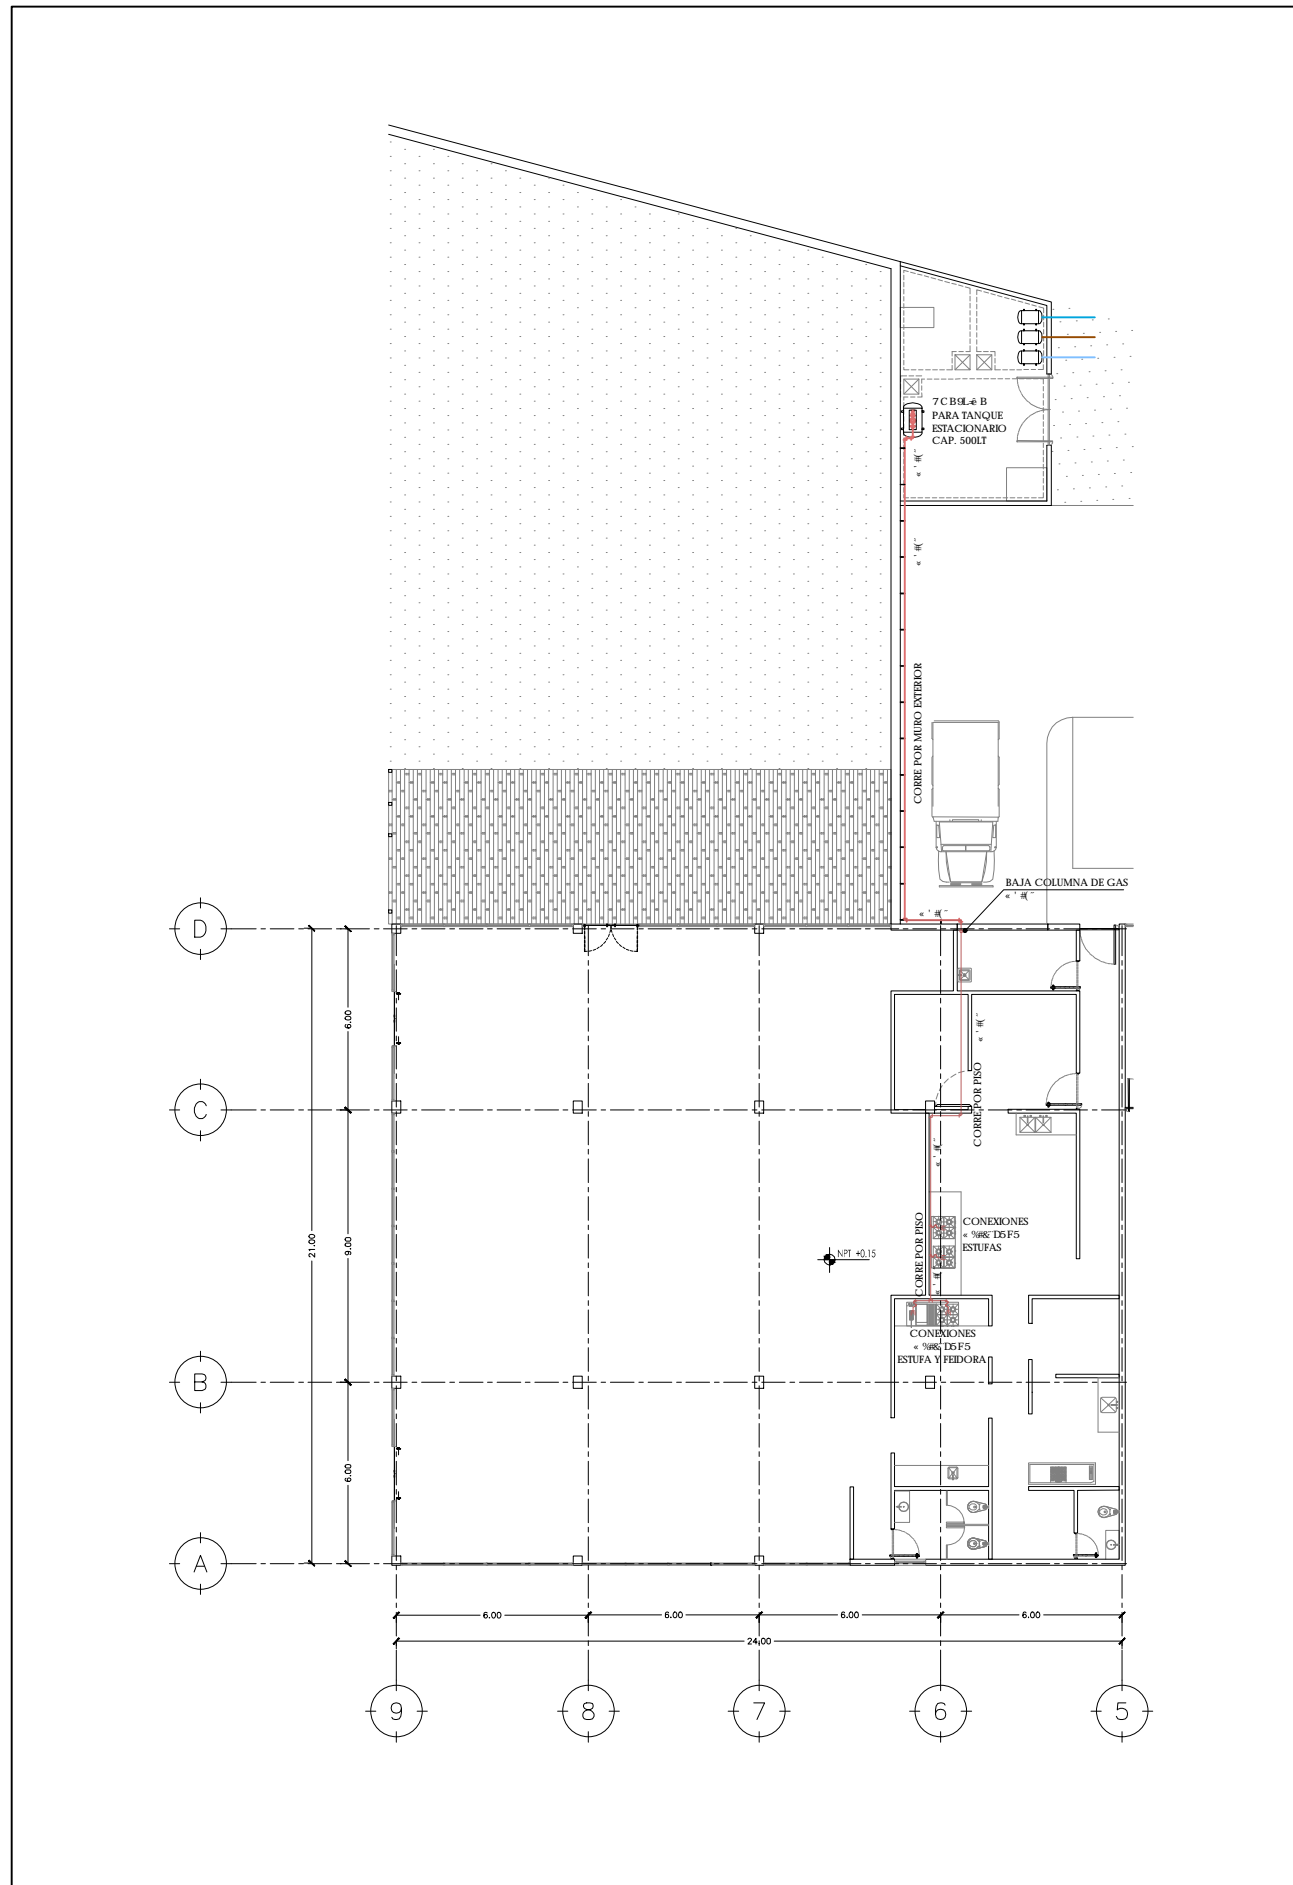 PARA TANQUE
ESTACIONARIO
CAP. 500LT
CORRE POR MURO EXTERIOR
BAJA COLUMNA DE GAS
D
6.00
C
CORRE POR PISO
21.00
9.00
CORRE POR PISO
CONEXIONES
ESTUFAS
NPT +0.15
CONEXIONES
ESTUFA Y FEIDORA
B
6.00
A
6.00
6.00
6.00
6.00
24.00
9
8
7
6
5